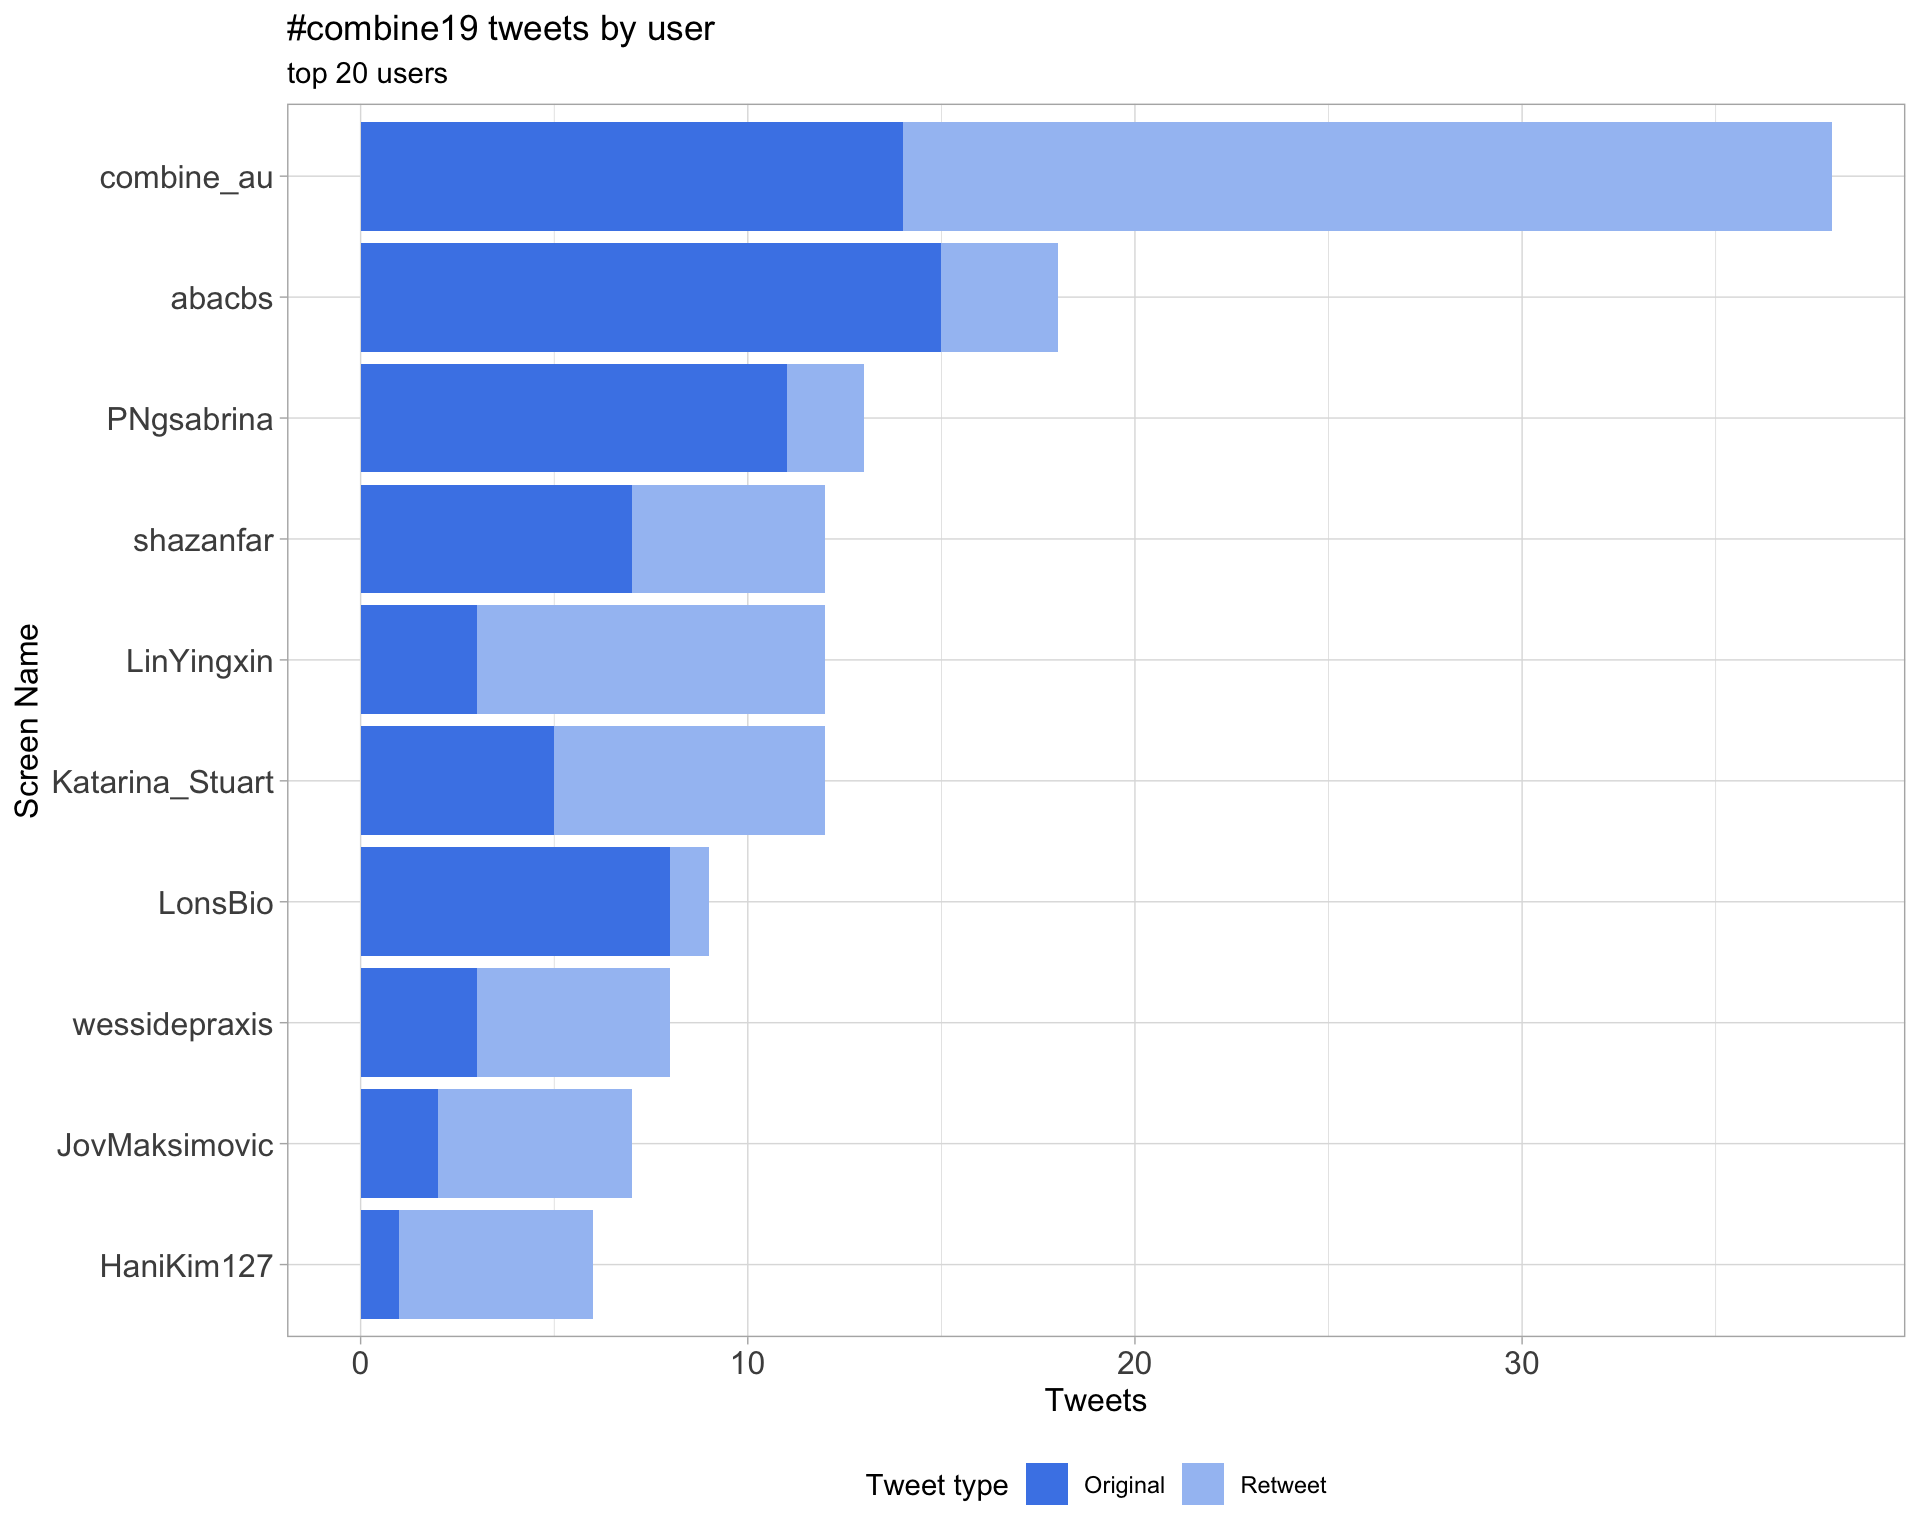 #combine19 tweets by user
top 20 users
Screen Name
combine_au
abacbs
PNgsabrina
shazanfar
LinYingxin
Katarina_Stuart
LonsBio
wessidepraxis
JovMaksimovic
HaniKim127
0 10 20 30
Tweets
Tweet type Original Retweet